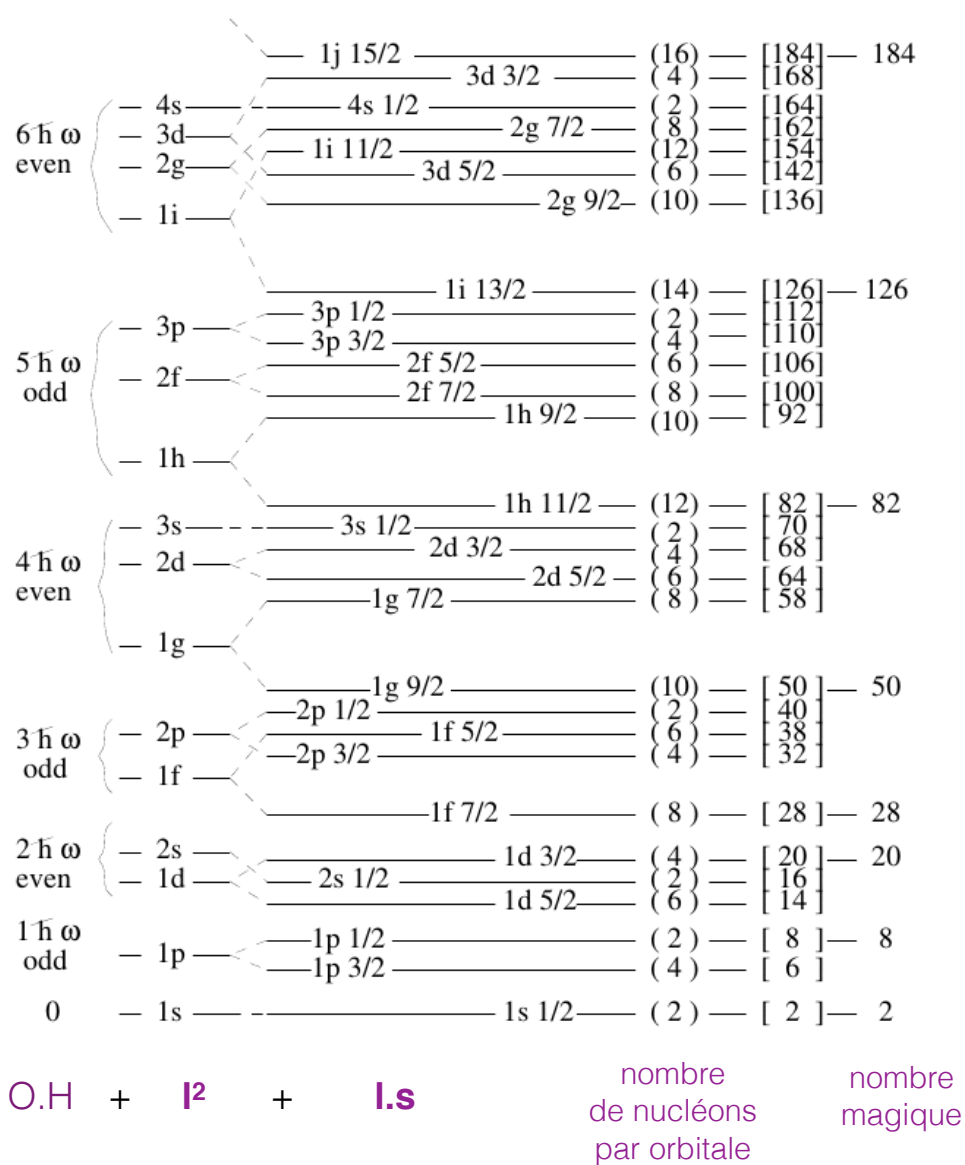 1j 15/2 (16) [184] 184
3d 3/2 (4) [168]
4s 4s 1/2 (2) [164]
6ħω 3d 2g 7/2 (8) [162]
even 2g 1i 11/2 (12) [154]
3d 5/2 (6) [142]
1i 2g 9/2 (10) [136]
1i 13/2 (14) [126] 126
3p 3p 1/2 (2) [112]
3p 3/2 (4) [110]
5ħω 2f 2f 5/2 (6) [106]
odd 2f 7/2 (8) [100]
1h 9/2 (10) [92]
1h
1h 11/2 (12) [82] 82
3s 3s 1/2 (2) [70]
4ħω 2d 2d 3/2 (4) [68]
even 2d 5/2 (6) [64]
1g 7/2 (8) [58]
1g
1g 9/2 (10) [50] 50
2p 1/2 (2) [40]
3ħω 2p 1f 5/2 (6) [38]
odd 1f 2p 3/2 (4) [32]
1f 7/2 (8) [28] 28
2ħω 2s 1d 3/2 (4) [20] 20
even 1d 2s 1/2 (2) [16]
1d 5/2 (6) [14]
1ħω 1p 1p 1/2 (2) [8] 8
odd 1p 3/2 (4) [6]
0 1s 1s 1/2 (2) [2] 2
O.H + l² + l.s
nombre
de nucléons
par orbitale
nombre
magique